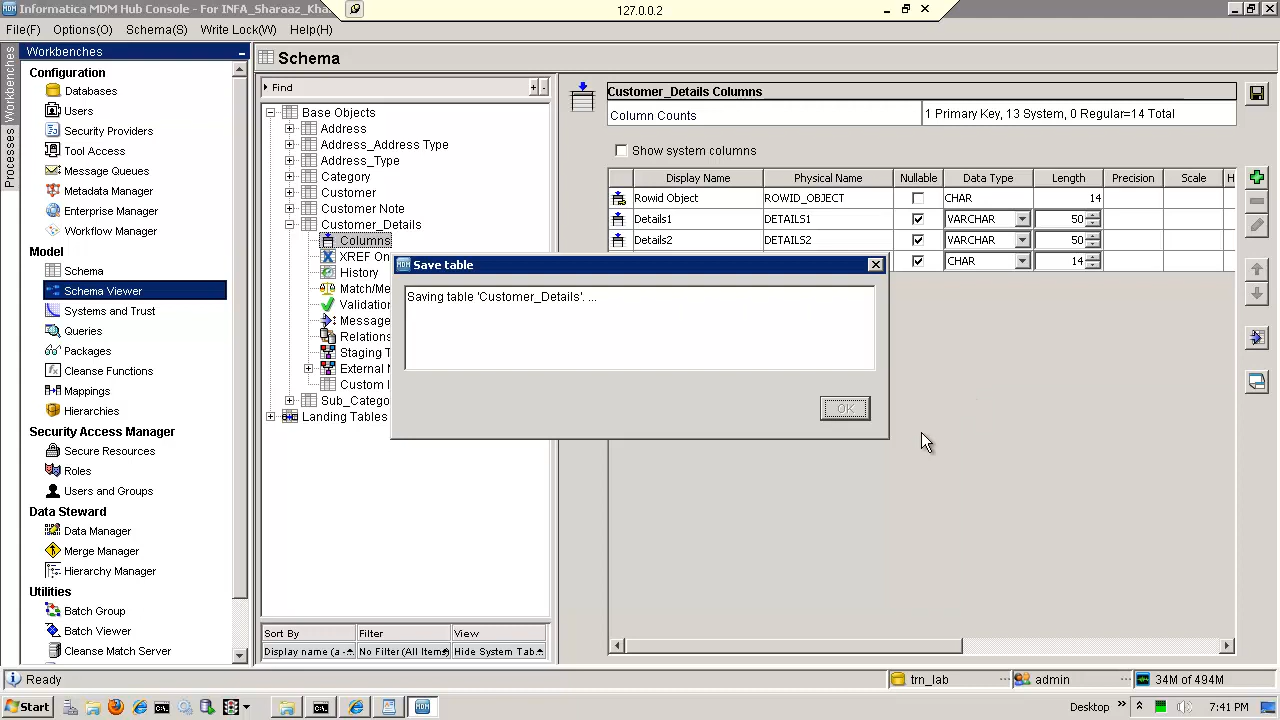 Informatica MDM Hub Console - For INFA_Sharaaz_Kha
127.0.0.2
File(F) Options(O) Schema(S) Write Lock(W) Help(H)
Workbenches
Processes
Workbenches
Configuration
Databases
Users
Security Providers
Tool Access
Message Queues
Metadata Manager
Enterprise Manager
Workflow Manager
Model
Schema
Schema Viewer
Systems and Trust
Queries
Packages
Cleanse Functions
Mappings
Hierarchies
Security Access Manager
Secure Resources
Roles
Users and Groups
Data Steward
Data Manager
Merge Manager
Hierarchy Manager
Utilities
Batch Group
Batch Viewer
Cleanse Match Server
Schema
Find
+ -
Base Objects
Address
Address_Address Type
Address_Type
Category
Customer
Customer Note
Customer_Details
Columns
XREF On
History
Match/Me
Validation
Message
Relations
Staging T
External
Custom I
Sub_Catego
Landing Tables
Sort By Filter View
Display name (a - No Filter(All Items) Hide System Tab
Customer_Details Columns
Column Counts 1 Primary Key, 13 System, 0 Regular=14 Total
Show system columns
Display Name Physical Name Nullable Data Type Length Precision Scale H
Rowid Object ROWID_OBJECT CHAR 14
Details1 DETAILS1 VARCHAR 50
Details2 DETAILS2 VARCHAR 50
CHAR 14
Save table
Saving table 'Customer_Details'. ...
OK
Ready
trn_lab
admin
34M of 494M
Start
Desktop
7:41 PM